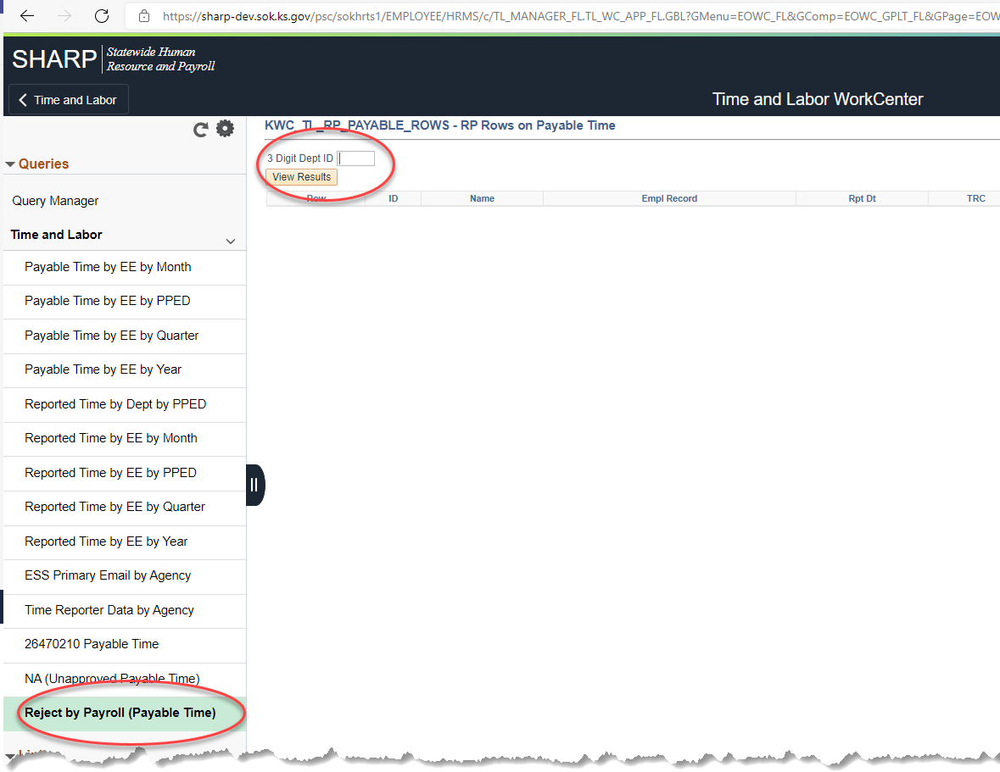 https://sharp-dev.sok.ks.gov/psc/sokhrts1/EMPLOYEE/HRMS/c/TL_MANAGER_FL.TL_WC_APP_FL.GBL?GMenu=EOWC_FL&GComp=EOWC_GPLT_FL&GPage=EOW
SHARP Statewide Human
Resource and Payroll
Time and Labor
Time and Labor WorkCenter
KWC_TL_RP_PAYABLE_ROWS - RP Rows on Payable Time
3 Digit Dept ID
View Results
Row ID Name Empl Record Rpt Dt TRC
Queries
Query Manager
Time and Labor
Payable Time by EE by Month
Payable Time by EE by PPED
Payable Time by EE by Quarter
Payable Time by EE by Year
Reported Time by Dept by PPED
Reported Time by EE by Month
Reported Time by EE by PPED
Reported Time by EE by Quarter
Reported Time by EE by Year
ESS Primary Email by Agency
Time Reporter Data by Agency
26470210 Payable Time
NA (Unapproved Payable Time)
Reject by Payroll (Payable Time)